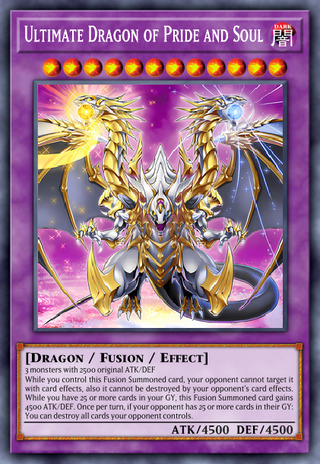 Ultimate Dragon of Pride and Soul
DARK
闇
[Dragon / Fusion / Effect]
3 monsters with 2500 original ATK/DEF
While you control this Fusion Summoned card, your opponent cannot target it
with card effects, also it cannot be destroyed by your opponent's card effects.
While you have 25 or more cards in your GY, this Fusion Summoned card gains
4500 ATK/DEF. Once per turn, if your opponent has 25 or more cards in their GY:
You can destroy all cards your opponent controls.
ATK/4500 DEF/4500